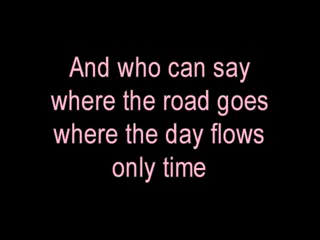 And who can say
where the road goes
where the day flows
only time